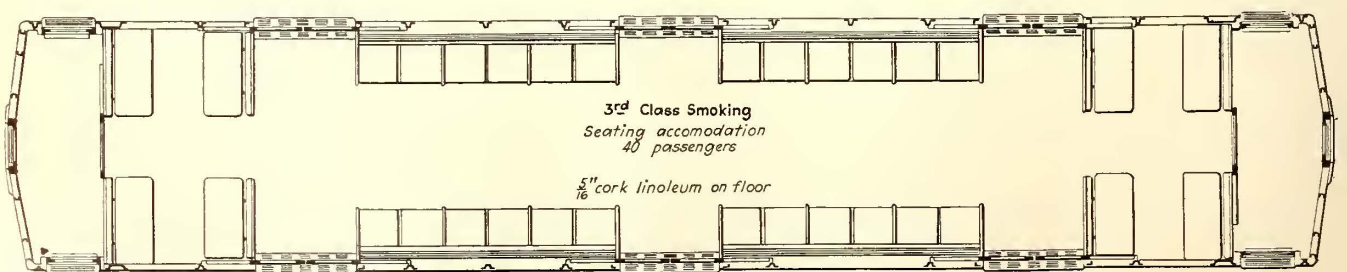 3rd Class Smoking
Seating accomodation
40 passengers
5/16" cork linoleum on floor